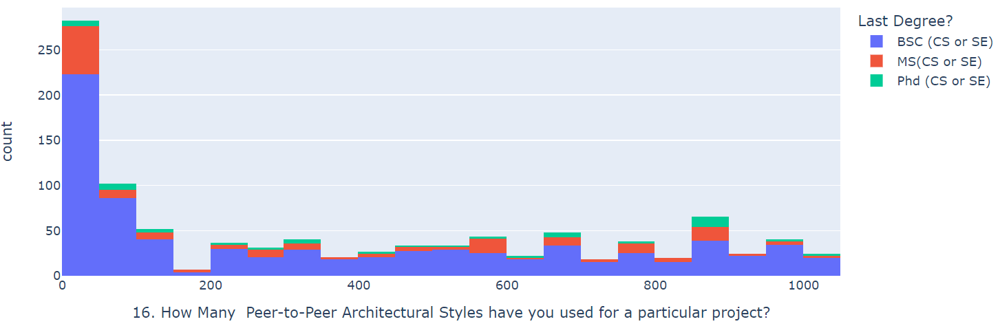 Last Degree?
BSC (CS or SE)
MS(CS or SE)
Phd (CS or SE)
count
250
200
150
100
50
0
0 200 400 600 800 1000
16. How Many  Peer-to-Peer Architectural Styles have you used for a particular project?